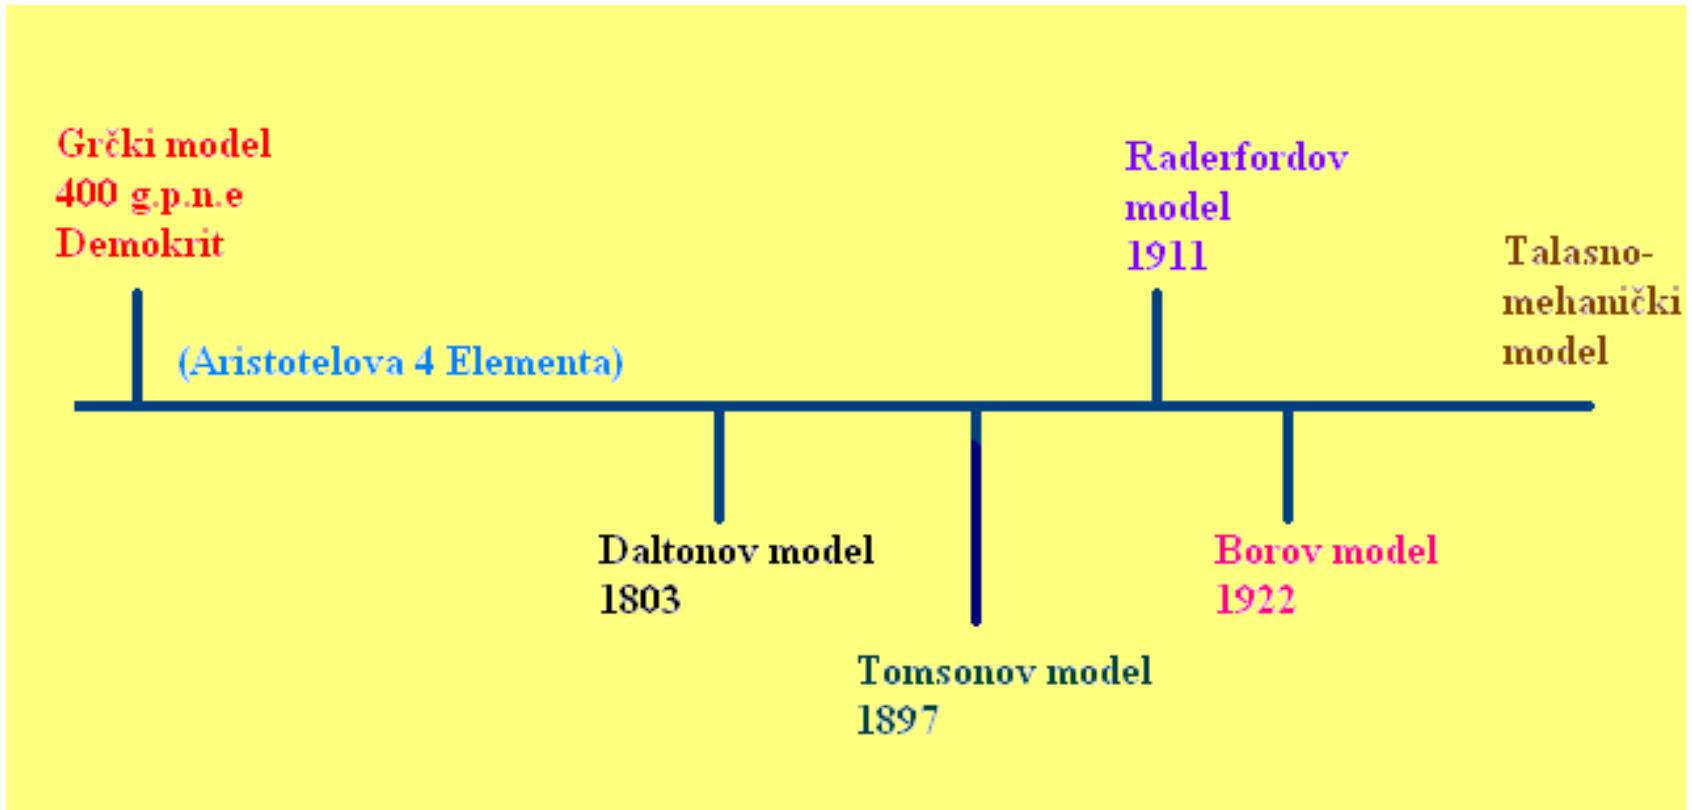 Grčki model
400 g.p.n.e
Demokrit
(Aristotelova 4 Elementa)
Daltonov model
1803
Tomsonov model
1897
Raderfordov
model
1911
Borov model
1922
Talasno-
mehanički
model